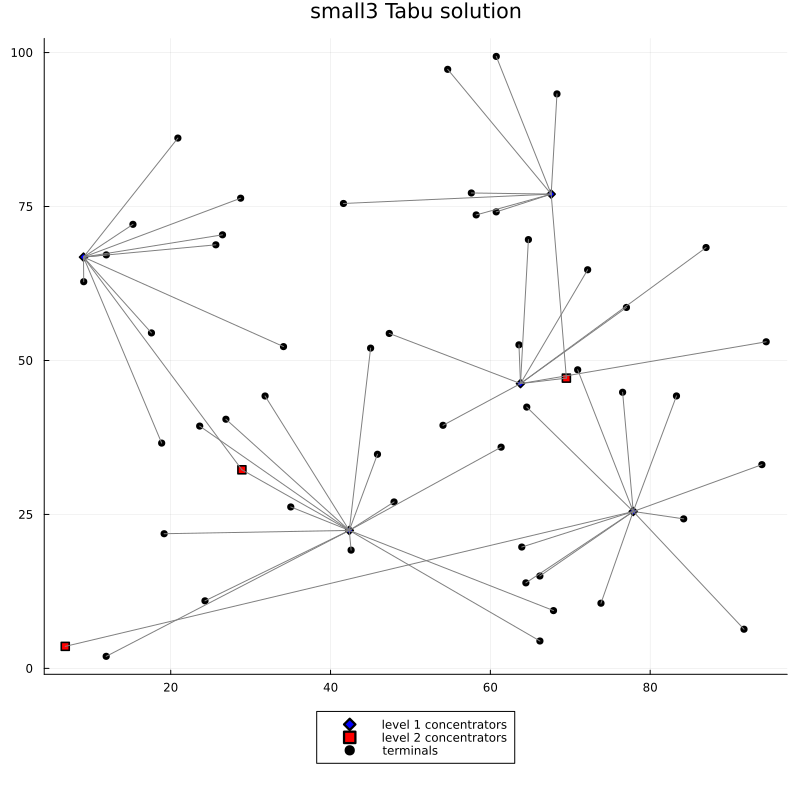 small3 Tabu solution
100
75
50
25
0
20 40 60 80
level 1 concentrators
level 2 concentrators
terminals